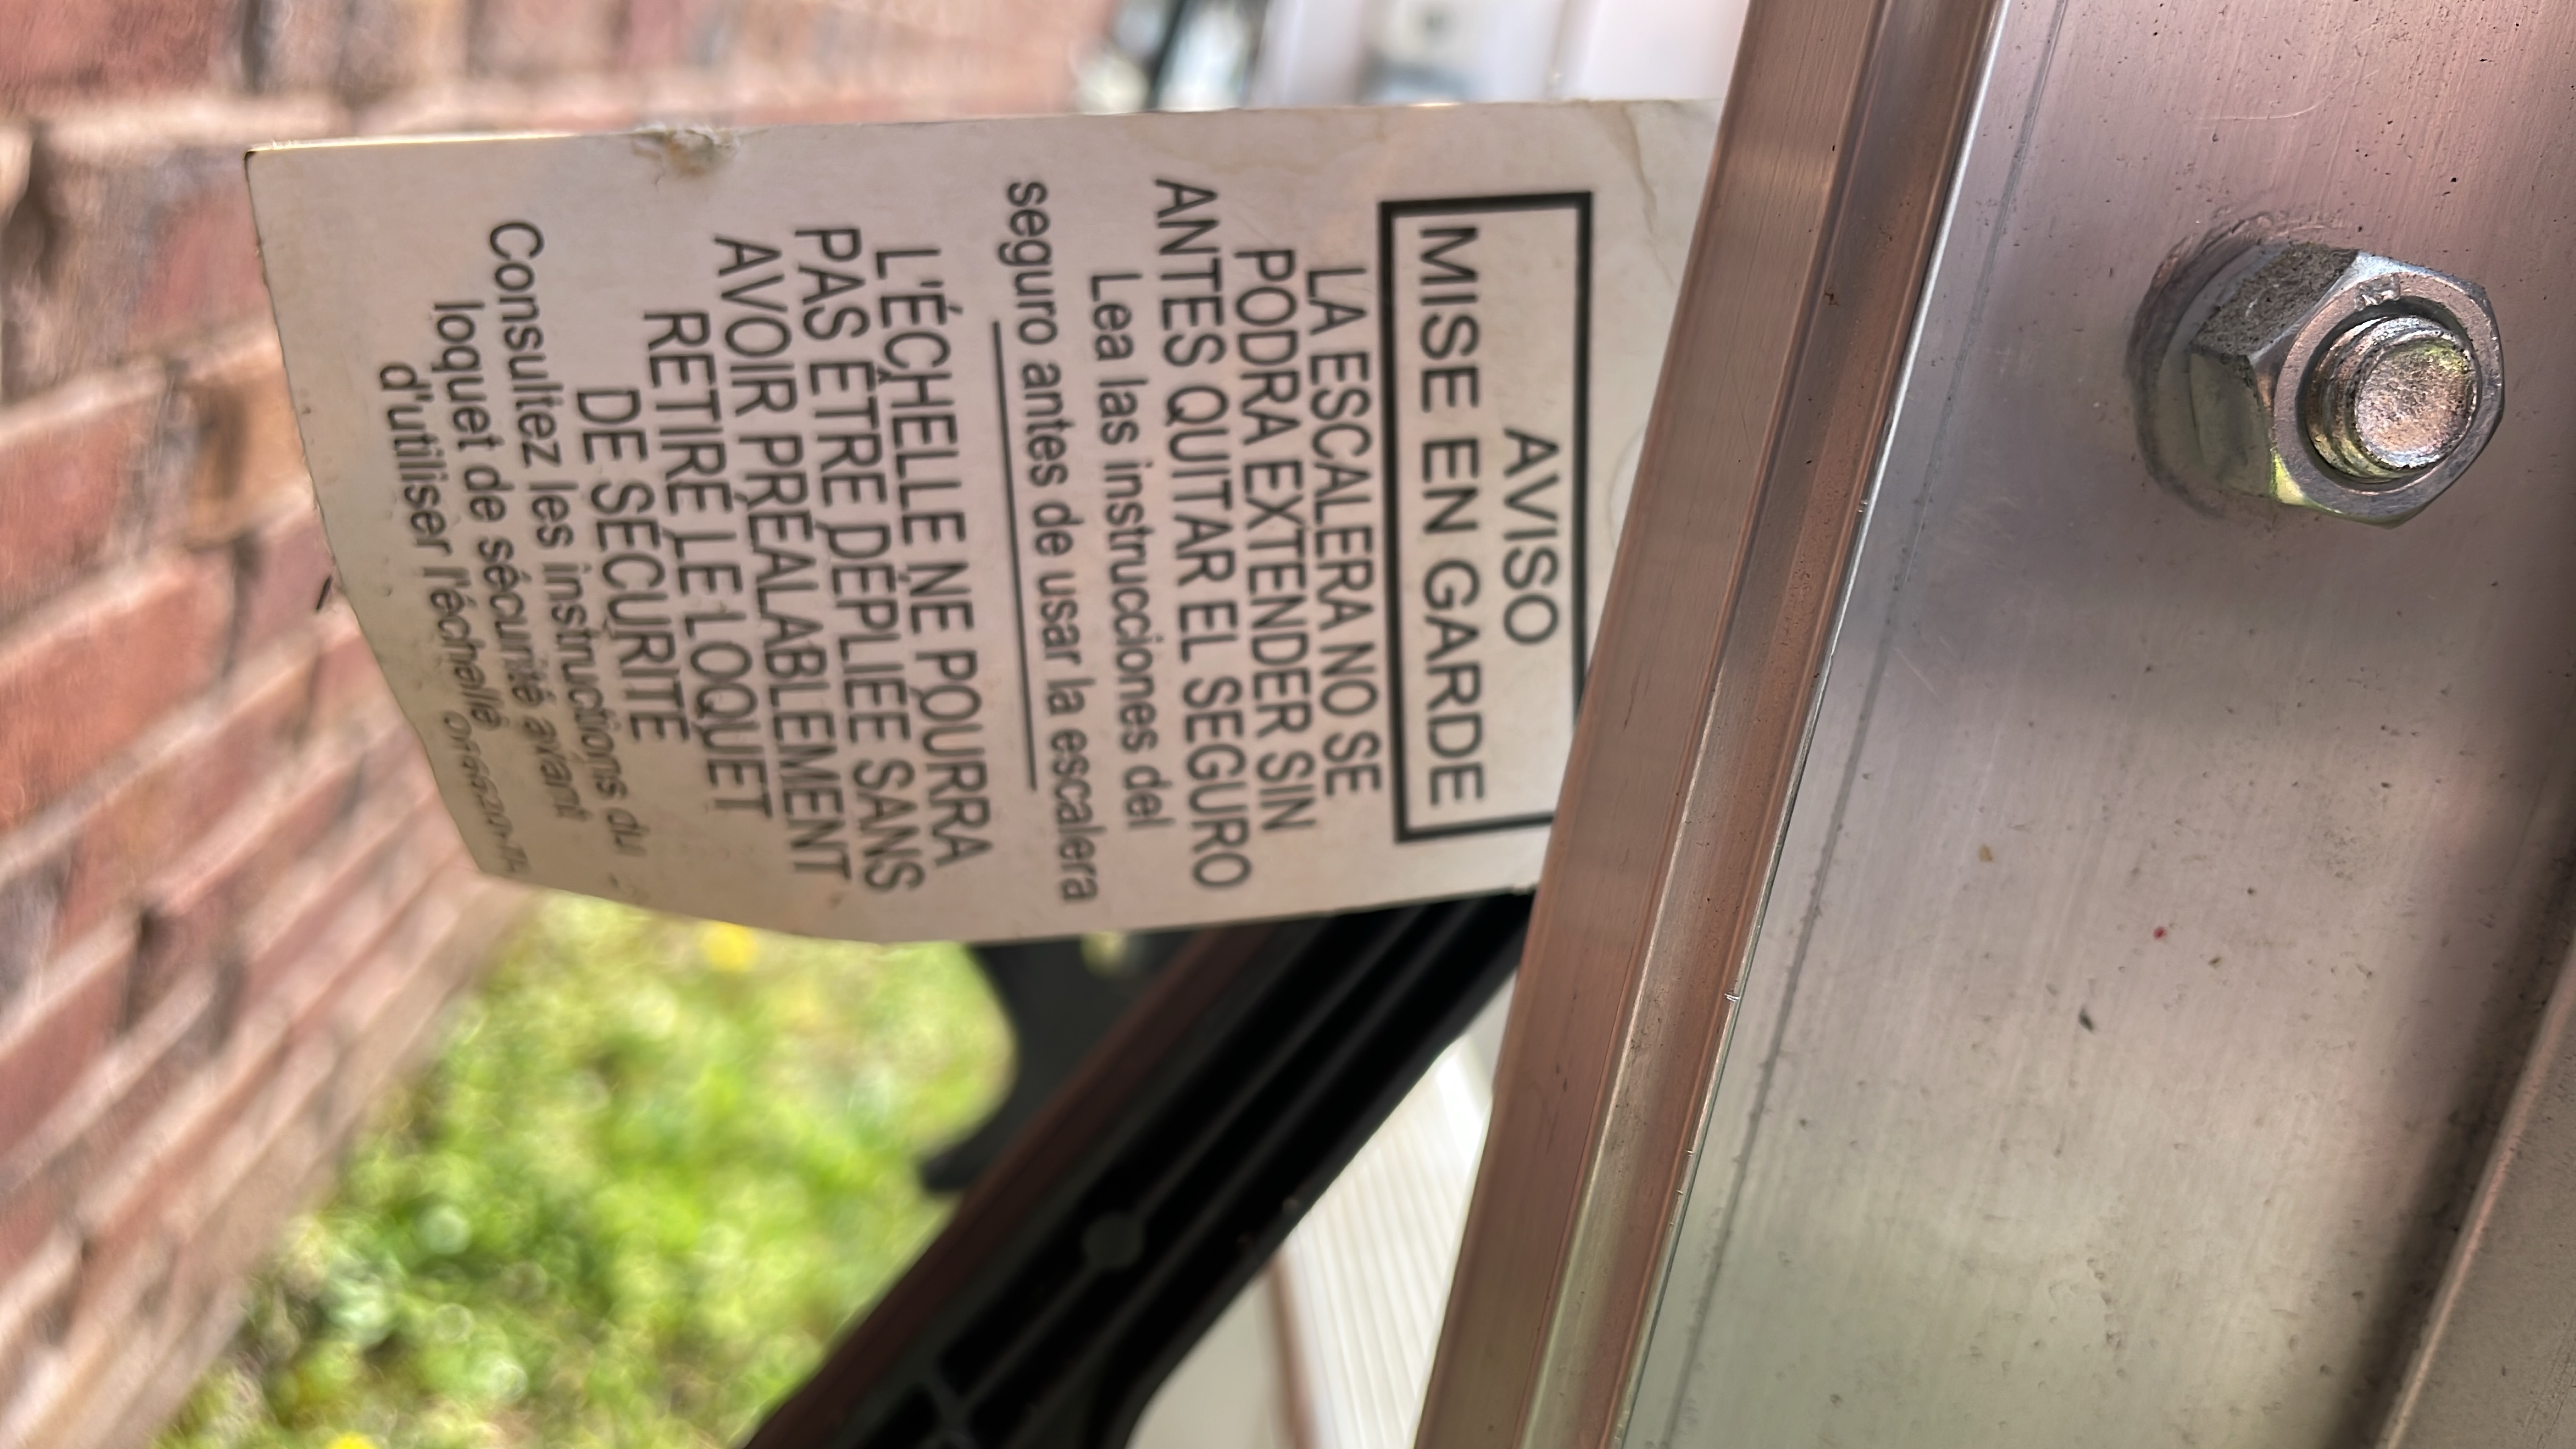 AVISO
MISE EN GARDE
LA ESCALERA NO SE
PODRA EXTENDER SIN
ANTES QUITAR EL SEGURO
Lea las instrucciones del
seguro antes de usar la escalera
L'ÉCHELLE NE POURRA
PAS ÊTRE DÉPLIÉE SANS
AVOIR PRÉALABLEMENT
RETIRÉ LE LOQUET
DE SÉCURITÉ
Consultez les instructions du
loquet de sécurité avant
d'utiliser l'échelle